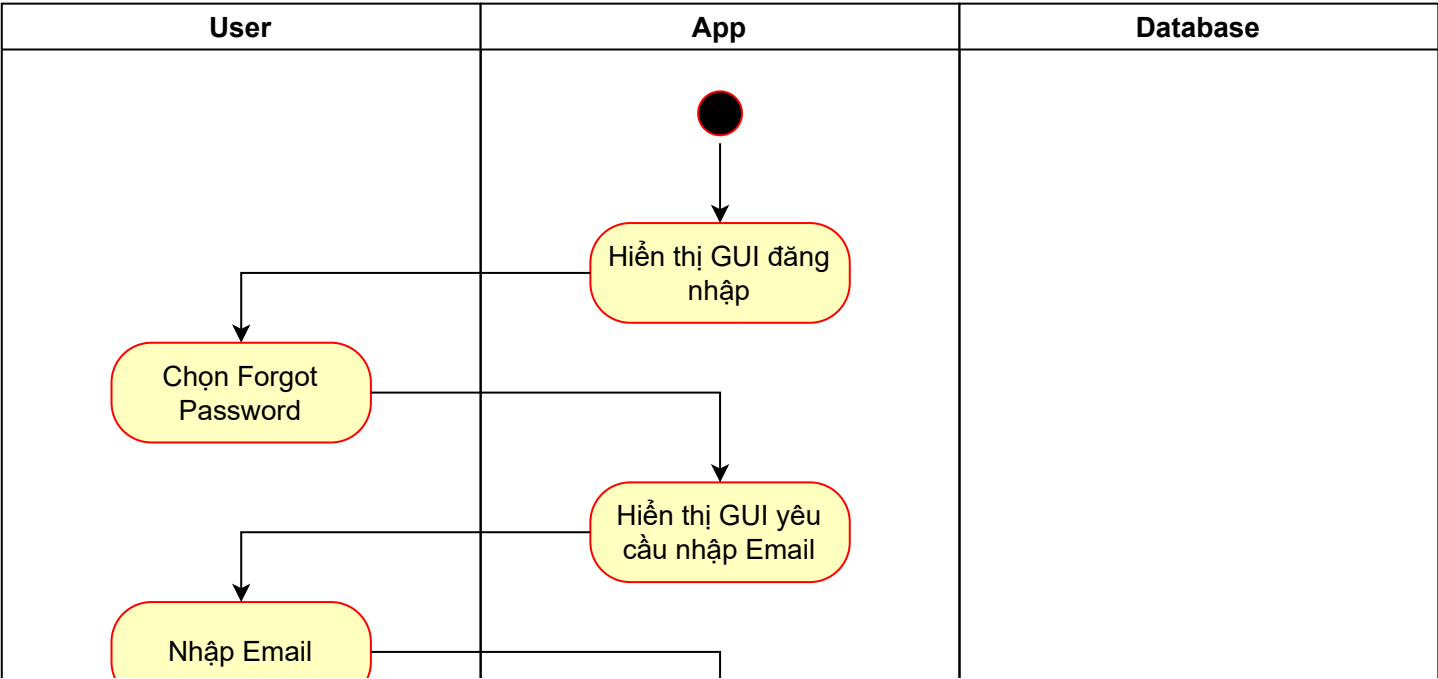 User
App
Database
Hiển thị GUI đăng
nhập
Chọn Forgot
Password
Hiển thị GUI yêu
cầu nhập Email
Nhập Email